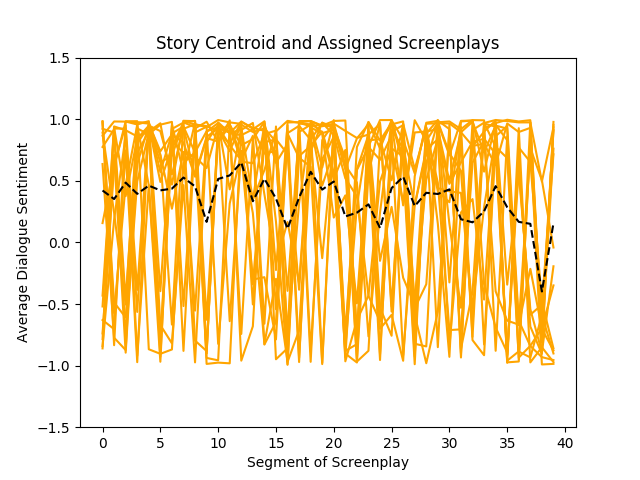 Story Centroid and Assigned Screenplays
Average Dialogue Sentiment
1.5
1.0
0.5
0.0
−0.5
−1.0
−1.5
0 5 10 15 20 25 30 35 40
Segment of Screenplay